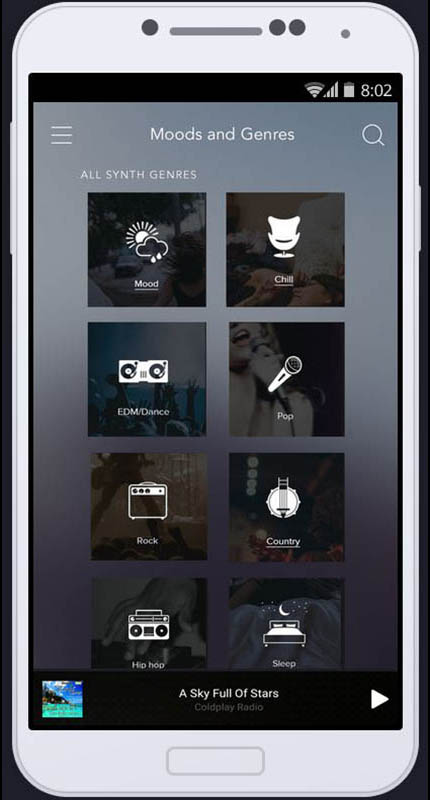 8:02
Moods and Genres
ALL SYNTH GENRES
Mood
Chill
EDM/Dance
Pop
Rock
Country
Hip hop
Sleep
A Sky Full Of Stars
Coldplay Radio